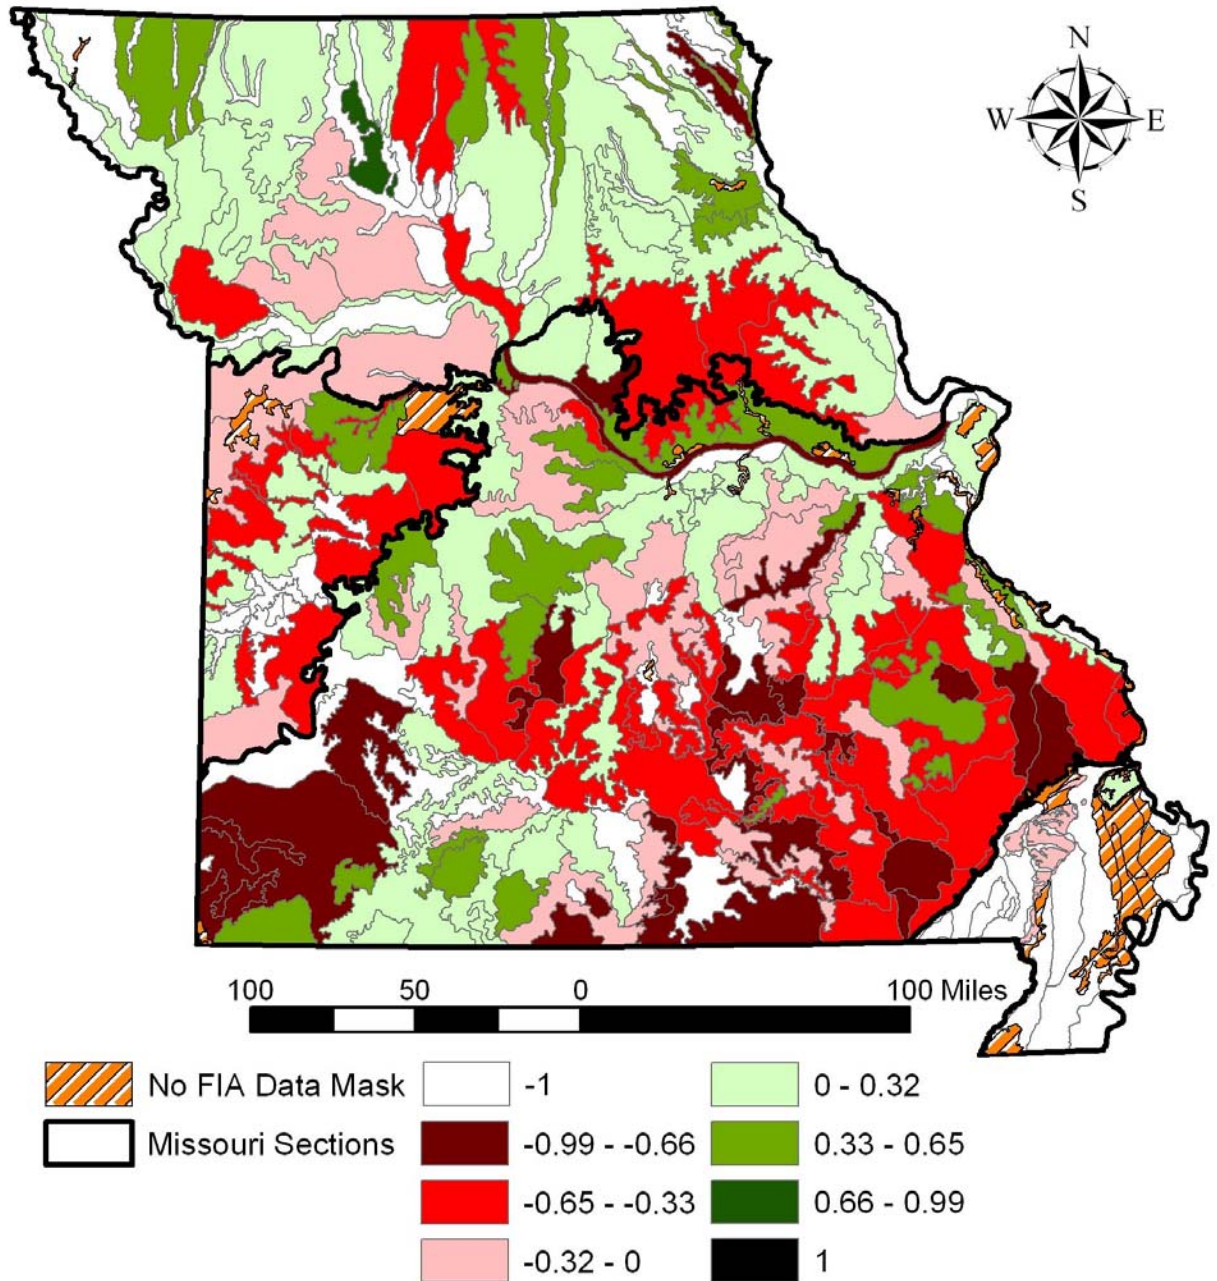 N
W E
S
100 50 0 100 Miles
No FIA Data Mask -1 0 - 0.32
Missouri Sections -0.99 - -0.66 0.33 - 0.65
-0.65 - -0.33 0.66 - 0.99
-0.32 - 0 1